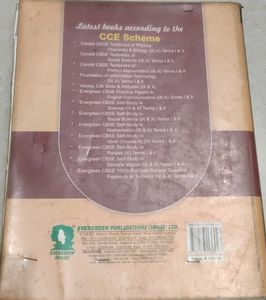 Latest books according to the
CCE Scheme
Candid CBSE Textbooks of Physics,
Chemistry & Biology (IX-X) Terms I & II
Candid CBSE Textbooks of
Social Science (IX-X) Terms I & II
Candid CBSE Textbooks of
Perfect Mathematics (IX-X) Terms I & II
Foundation of Information Technology
(IX-X) Terms I & II
Values, Life Skills & Attitudes (IX & X)
Evergreen CBSE Practice Papers in
English Communicative (IX-X) Terms I & II
Evergreen CBSE Self-Study in
Science (IX & X) Terms I & II
Evergreen CBSE Self-Study in
Social Science (IX & X) Terms I & II
Evergreen CBSE Self-Study in
Mathematics (IX & X) Terms I & II
Evergreen CBSE Self-Study in
Hindi (Course-A) (X) Terms I & II
Evergreen CBSE Self-Study in
Punjabi (X) Terms I & II
Evergreen CBSE Self-Study in
Sanskrit (IX & X) Terms I & II
Evergreen CBSE 100% Success Sample Question
Papers in all Subjects (IX & X) Terms I & II
EVERGREEN PUBLICATIONS (INDIA) LTD.
EVERGREEN
SERIES